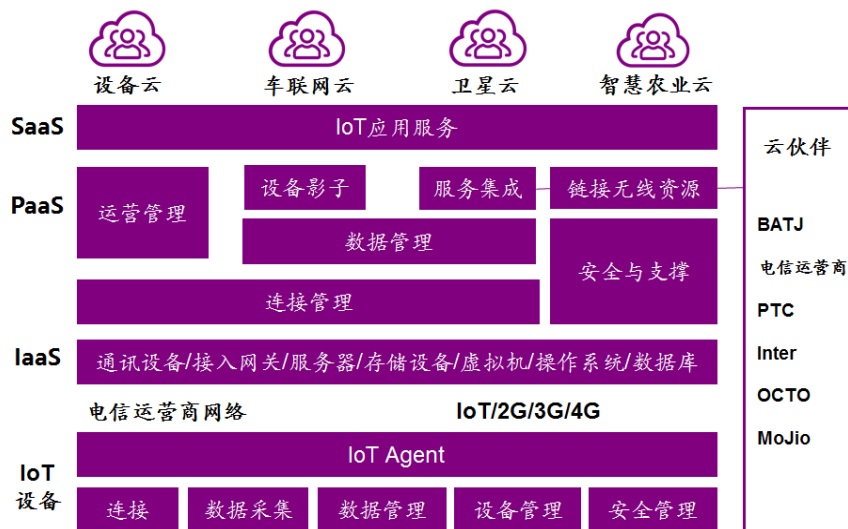 设备云
车联网云
卫星云
智慧农业云
SaaS
IoT应用服务
云伙伴
PaaS
运营管理
设备影子
服务集成
链接无线资源
数据管理
安全与支撑
连接管理
BATJ
电信运营商
PTC
Inter
OCTO
MoJio
IaaS
通讯设备/接入网关/服务器/存储设备/虚拟机/操作系统/数据库
电信运营商网络
IoT/2G/3G/4G
IoT Agent
IoT
设备
连接
数据采集
数据管理
设备管理
安全管理